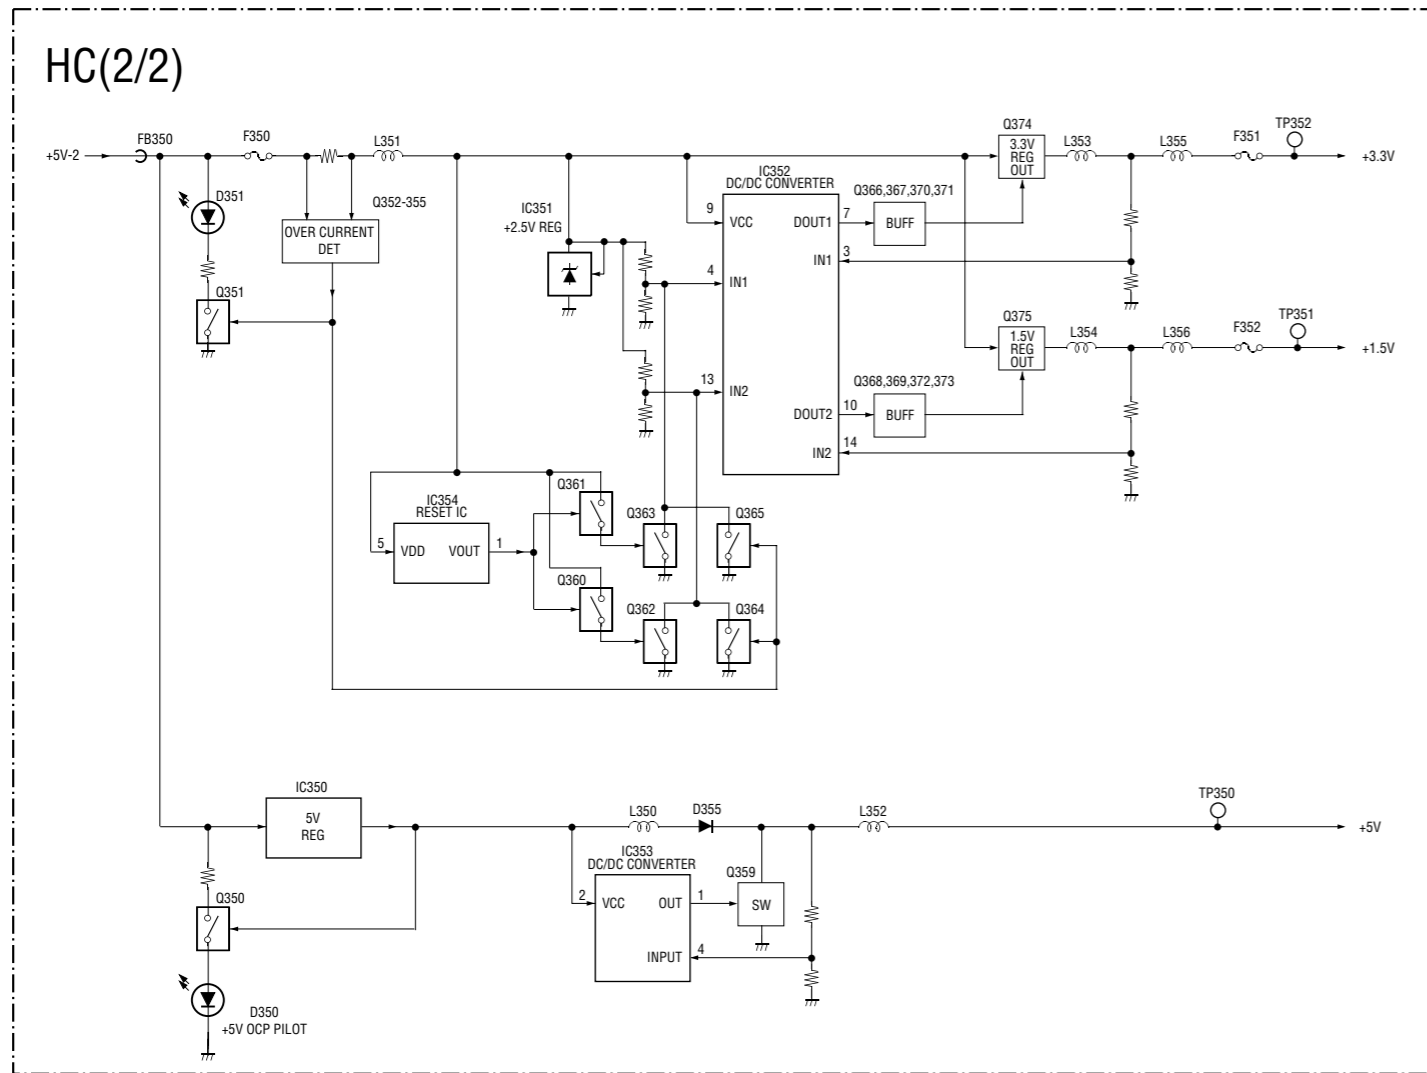 HC(2/2)
+5V-2
FB350
F350
L351
D351
Q352-355
OVER CURRENT
DET
Q351
IC351
+2.5V REG
IC352
DC/DC CONVERTER
9
VCC
DOUT1
7
IN1
3
4
IN1
13
IN2
DOUT2
10
IN2
14
Q366,367,370,371
BUFF
Q374
3.3V
REG
OUT
L353
L355
F351
TP352
+3.3V
Q375
1.5V
REG
OUT
L354
L356
F352
TP351
+1.5V
Q368,369,372,373
BUFF
IC354
RESET IC
5
VDD
VOUT
1
Q361
Q363
Q365
Q360
Q362
Q364
IC350
5V
REG
Q350
D350
+5V OCP PILOT
L350
D355
L352
TP350
+5V
IC353
DC/DC CONVERTER
2
VCC
OUT
1
INPUT
4
Q359
SW